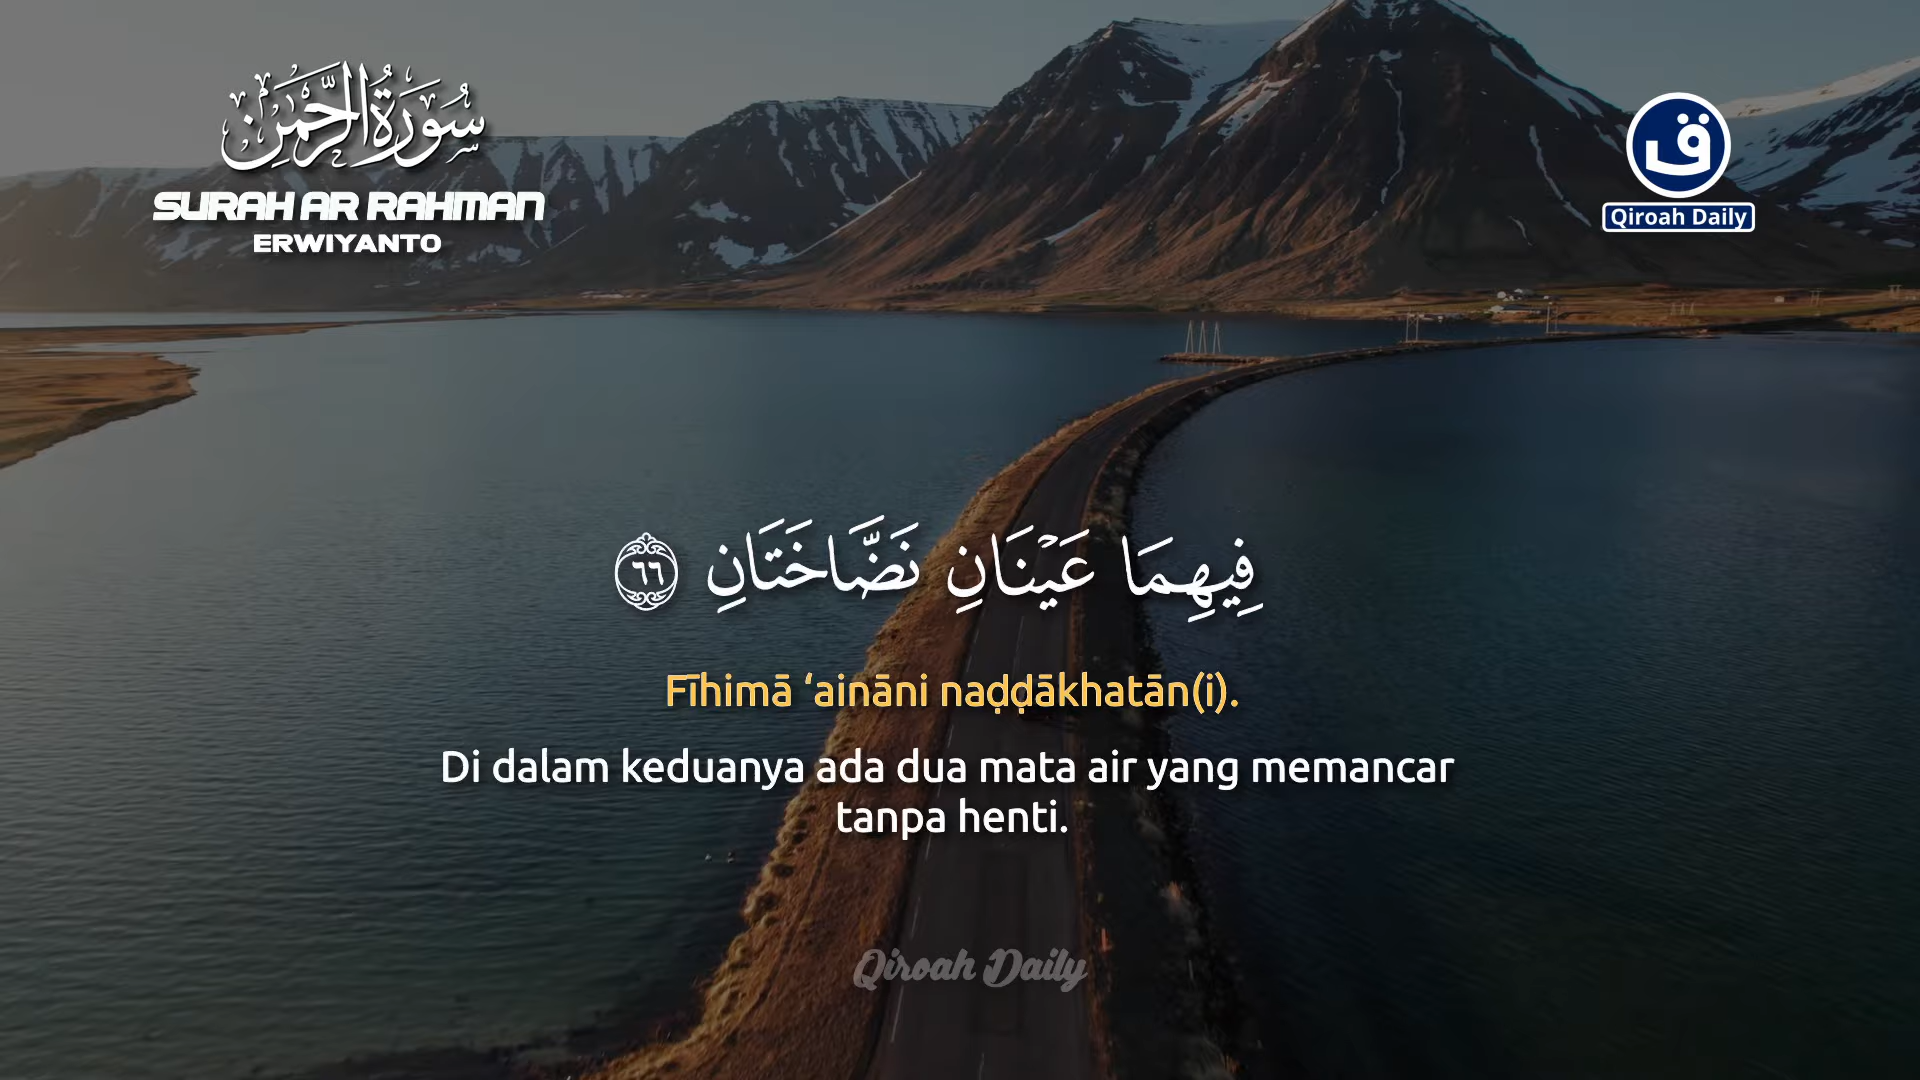 سُورَةُ الرَّحْمَٰنِ
SURAH AR RAHMAN
ERWIYANTO
ق
Qiroah Daily
فِيهِمَا عَيْنَانِ نَضَّاخَتَانِ ٦٦
Fīhimā ‘aināni naḍḍākhatān(i).
Di dalam keduanya ada dua mata air yang memancar
tanpa henti.
Qiroah Daily